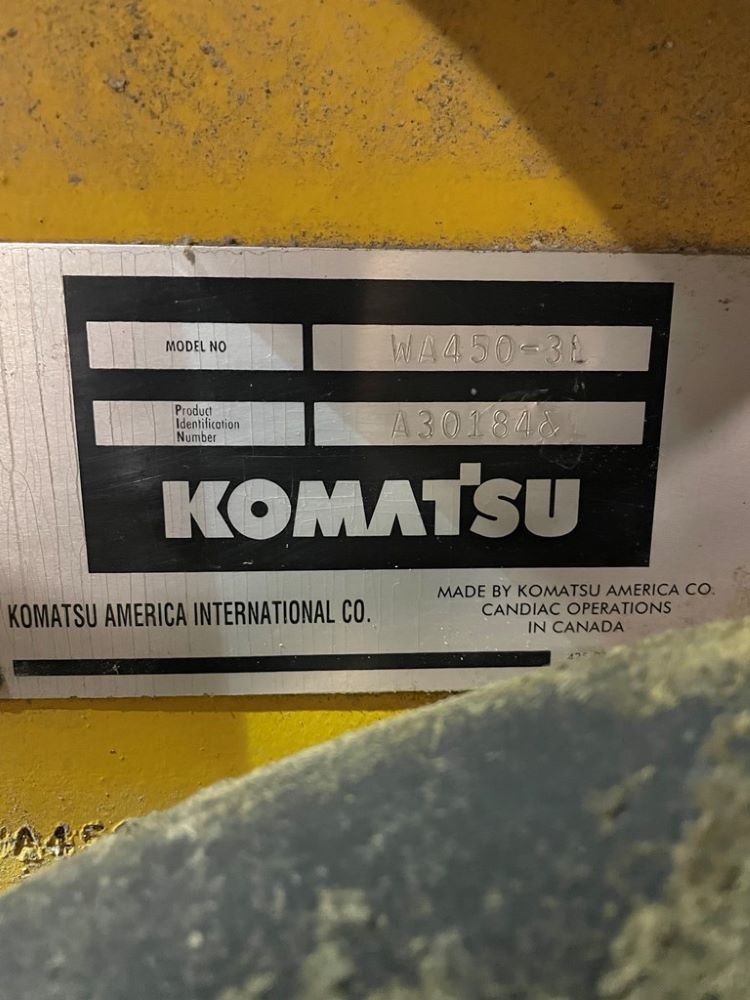 MODEL NO
WA450-3L
Product
Identification
Number
KOMATSU
KOMATSU AMERICA INTERNATIONAL CO.
MADE BY KOMATSU AMERICA CO.
CANDIAC OPERATIONS
IN CANADA